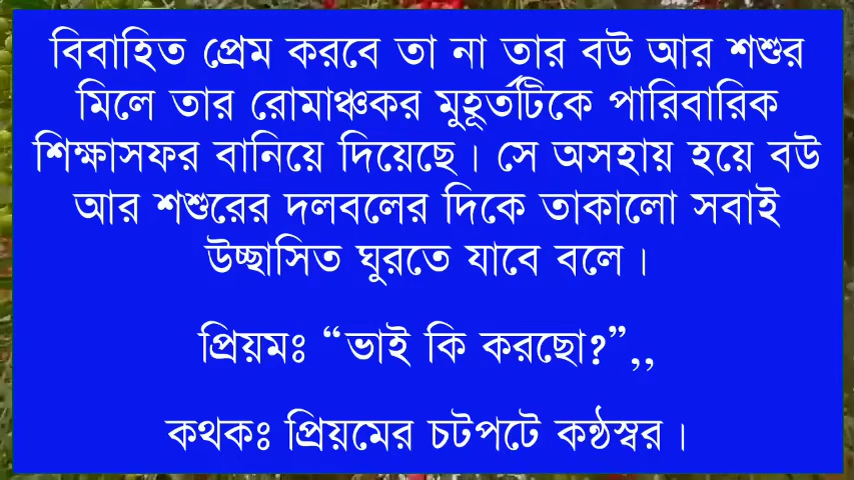 বিবাহিত প্রেম করবে তা না তার বউ আর শশুর
মিলে তার রোমাঞ্চকর মুহূর্তটিকে পারিবারিক
শিক্ষাসফর বানিয়ে দিয়েছে। সে অসহায় হয়ে বউ
আর শশুরের দলবলের দিকে তাকালো সবাই
উচ্ছাসিত ঘুরতে যাবে বলে।
প্রিয়মঃ “ভাই কি করছো?”,,
কথকঃ প্রিয়মের চটপটে কন্ঠস্বর।